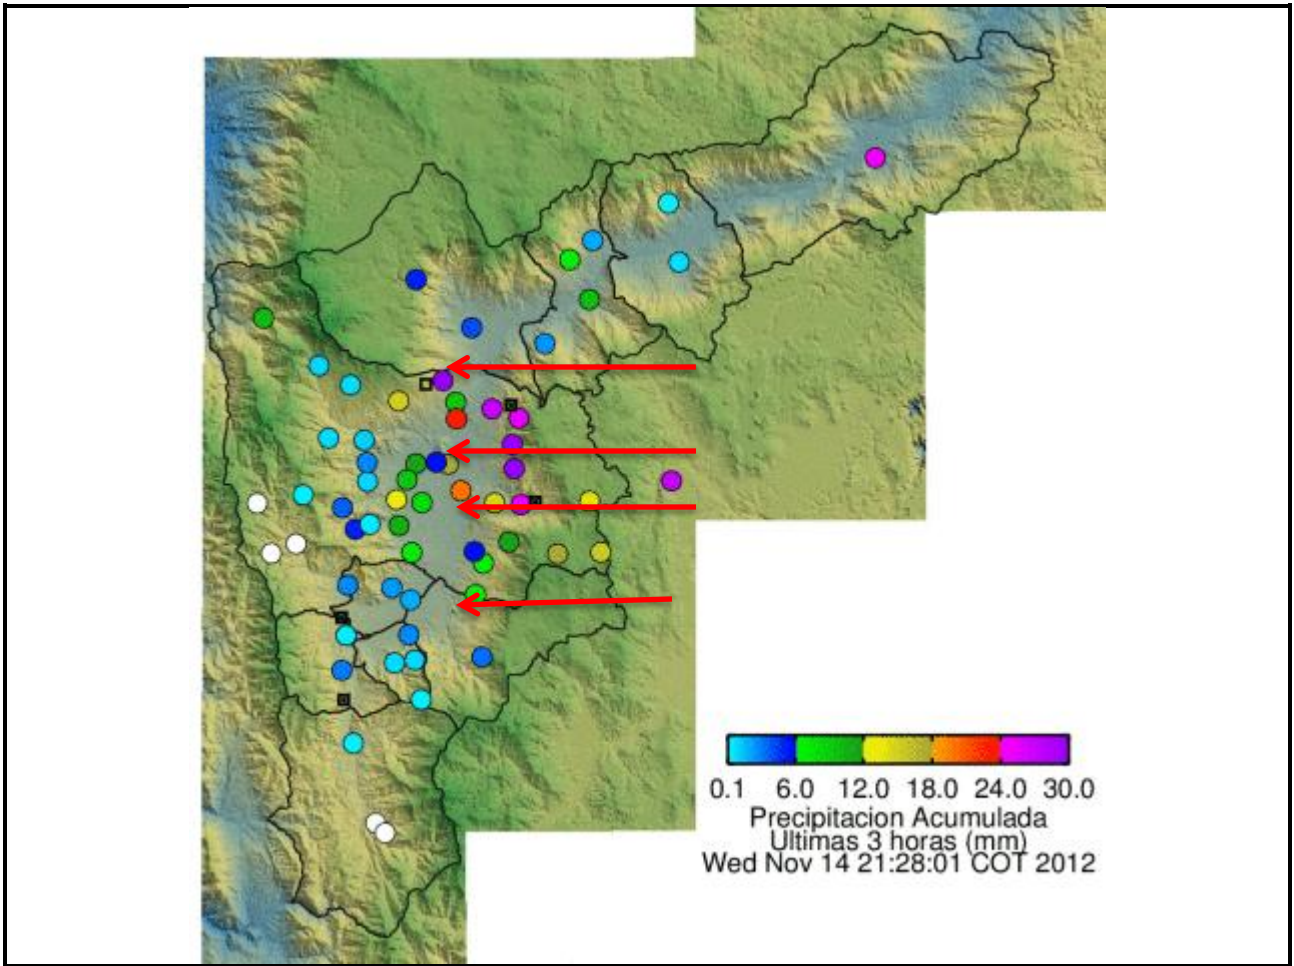 0.1 6.0 12.0 18.0 24.0 30.0
Precipitacion Acumulada
Ultimas 3 horas (mm)
Wed Nov 14 21:28:01 COT 2012